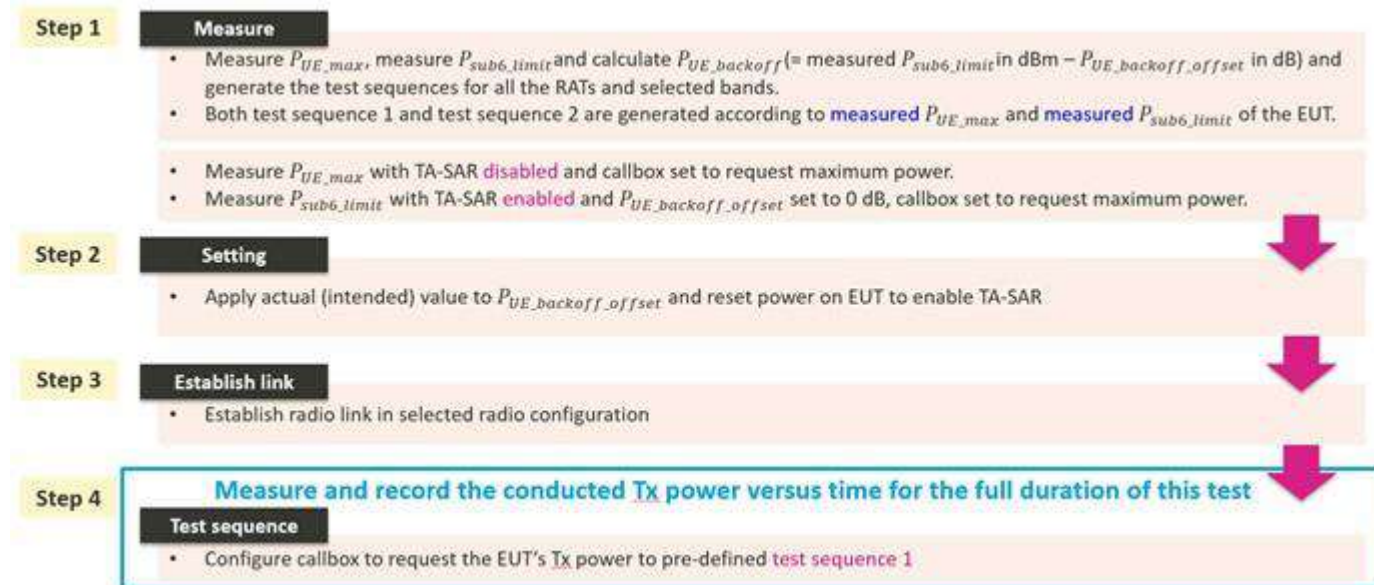 Step 1
Measure
• Measure P_UE_max, measure P_sub6_limit and calculate P_UE_backoff (= measured P_sub6_limit in dBm – P_UE_backoff_offset in dB) and
generate the test sequences for all the RATs and selected bands.
• Both test sequence 1 and test sequence 2 are generated according to measured P_UE_max and measured P_sub6_limit of the EUT.
• Measure P_UE_max with TA-SAR disabled and callbox set to request maximum power.
• Measure P_sub6_limit with TA-SAR enabled and P_UE_backoff_offset set to 0 dB, callbox set to request maximum power.
Step 2
Setting
• Apply actual (intended) value to P_UE_backoff_offset and reset power on EUT to enable TA-SAR
Step 3
Establish link
• Establish radio link in selected radio configuration
Step 4
Measure and record the conducted Tx power versus time for the full duration of this test
Test sequence
• Configure callbox to request the EUT's Tx power to pre-defined test sequence 1